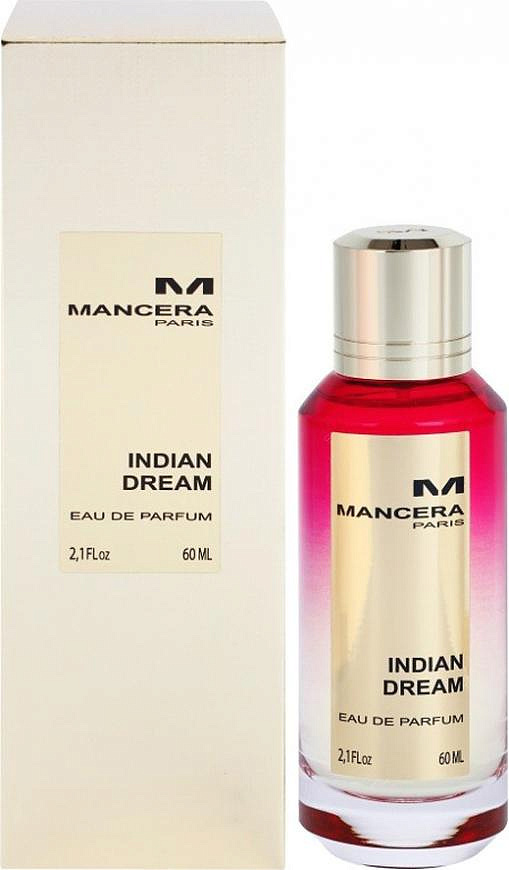 M
MANCERA
PARIS
INDIAN
DREAM
EAU DE PARFUM
2,1FLoz 60 ML
M
MANCERA
PARIS
INDIAN
DREAM
EAU DE PARFUM
2,1FLoz 60 ML